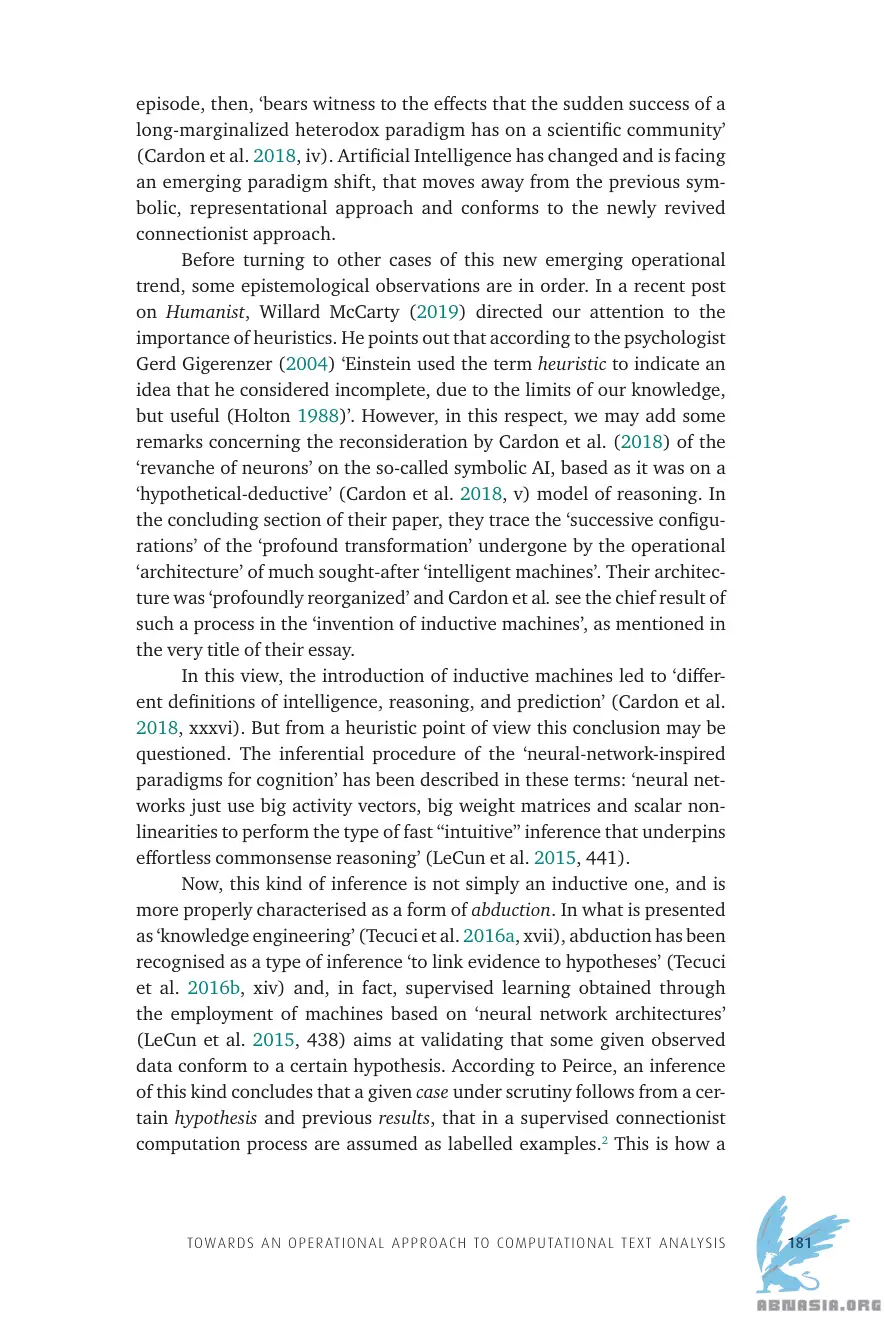 episode, then, ‘bears witness to the effects that the sudden success of a
long-marginalized heterodox paradigm has on a scientific community’
(Cardon et al. 2018, iv). Artificial Intelligence has changed and is facing
an emerging paradigm shift, that moves away from the previous sym-
bolic, representational approach and conforms to the newly revived
connectionist approach.
Before turning to other cases of this new emerging operational
trend, some epistemological observations are in order. In a recent post
on Humanist, Willard McCarty (2019) directed our attention to the
importance of heuristics. He points out that according to the psychologist
Gerd Gigerenzer (2004) ‘Einstein used the term heuristic to indicate an
idea that he considered incomplete, due to the limits of our knowledge,
but useful (Holton 1988)’. However, in this respect, we may add some
remarks concerning the reconsideration by Cardon et al. (2018) of the
‘revanche of neurons’ on the so-called symbolic AI, based as it was on a
‘hypothetical-deductive’ (Cardon et al. 2018, v) model of reasoning. In
the concluding section of their paper, they trace the ‘successive configu-
rations’ of the ‘profound transformation’ undergone by the operational
‘architecture’ of much sought-after ‘intelligent machines’. Their architec-
ture was ‘profoundly reorganized’ and Cardon et al. see the chief result of
such a process in the ‘invention of inductive machines’, as mentioned in
the very title of their essay.
In this view, the introduction of inductive machines led to ‘differ-
ent definitions of intelligence, reasoning, and prediction’ (Cardon et al.
2018, xxxvi). But from a heuristic point of view this conclusion may be
questioned. The inferential procedure of the ‘neural-network-inspired
paradigms for cognition’ has been described in these terms: ‘neural net-
works just use big activity vectors, big weight matrices and scalar non-
linearities to perform the type of fast “intuitive” inference that underpins
effortless commonsense reasoning’ (LeCun et al. 2015, 441).
Now, this kind of inference is not simply an inductive one, and is
more properly characterised as a form of abduction. In what is presented
as ‘knowledge engineering’ (Tecuci et al. 2016a, xvii), abduction has been
recognised as a type of inference ‘to link evidence to hypotheses’ (Tecuci
et al. 2016b, xiv) and, in fact, supervised learning obtained through
the employment of machines based on ‘neural network architectures’
(LeCun et al. 2015, 438) aims at validating that some given observed
data conform to a certain hypothesis. According to Peirce, an inference
of this kind concludes that a given case under scrutiny follows from a cer-
tain hypothesis and previous results, that in a supervised connectionist
computation process are assumed as labelled examples.² This is how a
TOWARDS AN OPERATIONAL APPROACH TO COMPUTATIONAL TEXT ANALYSIS 181
ABNASIA.ORG